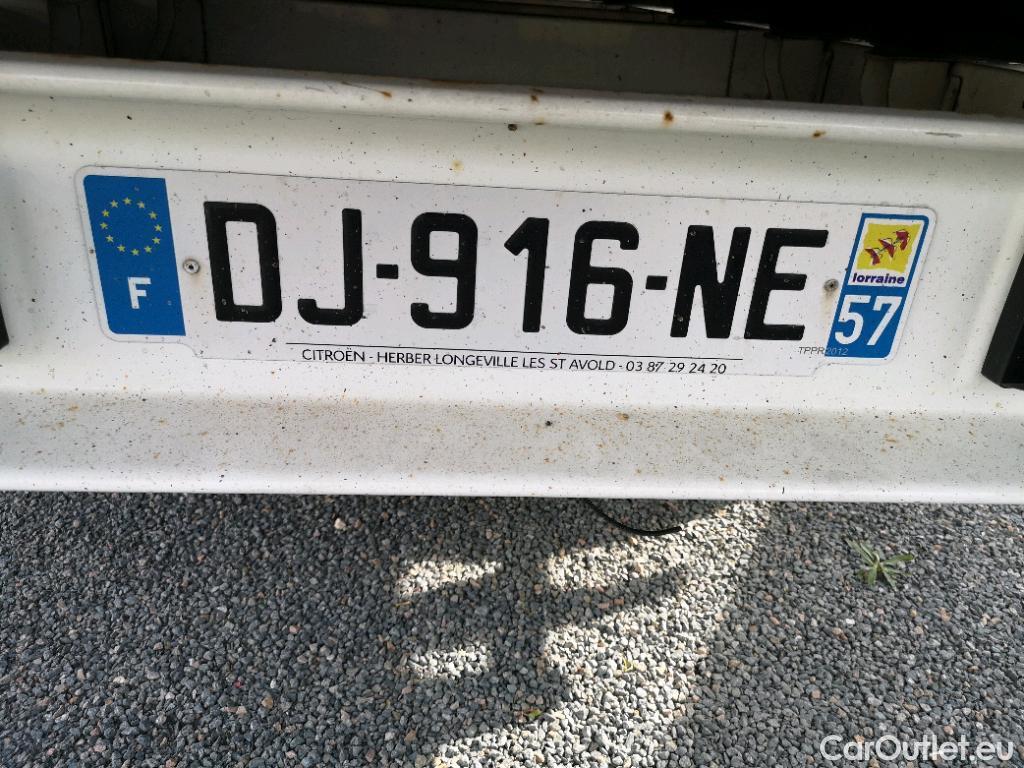 F
DJ-916-NE
lorraine
57
TPPR2012
CITROËN - HERBER LONGEVILLE LES ST AVOLD - 03 87 29 24 20
CarOutlet.eu